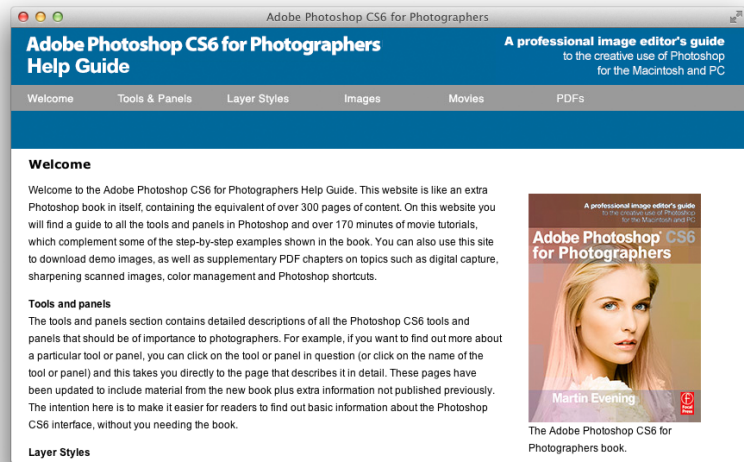 Adobe Photoshop CS6 for Photographers
Adobe Photoshop CS6 for Photographers
Help Guide
A professional image editor's guide
to the creative use of Photoshop
for the Macintosh and PC
Welcome Tools & Panels Layer Styles Images Movies PDFs
Welcome
Welcome to the Adobe Photoshop CS6 for Photographers Help Guide. This website is like an extra
Photoshop book in itself, containing the equivalent of over 300 pages of content. On this website you
will find a guide to all the tools and panels in Photoshop and over 170 minutes of movie tutorials,
which complement some of the step-by-step examples shown in the book. You can also use this site
to download demo images, as well as supplementary PDF chapters on topics such as digital capture,
sharpening scanned images, color management and Photoshop shortcuts.
Tools and panels
The tools and panels section contains detailed descriptions of all the Photoshop CS6 tools and
panels that should be of importance to photographers. For example, if you want to find out more about
a particular tool or panel, you can click on the tool or panel in question (or click on the name of the
tool or panel) and this takes you directly to the page that describes it in detail. These pages have
been updated to include material from the new book plus extra information not published previously.
The intention here is to make it easier for readers to find out basic information about the Photoshop
CS6 interface, without you needing the book.
Layer Styles
A professional image editor's guide
to the creative use of Photoshop
for the Macintosh and PC
Adobe Photoshop CS6
for Photographers
Martin Evening
Focal
Press
The Adobe Photoshop CS6 for
Photographers book.